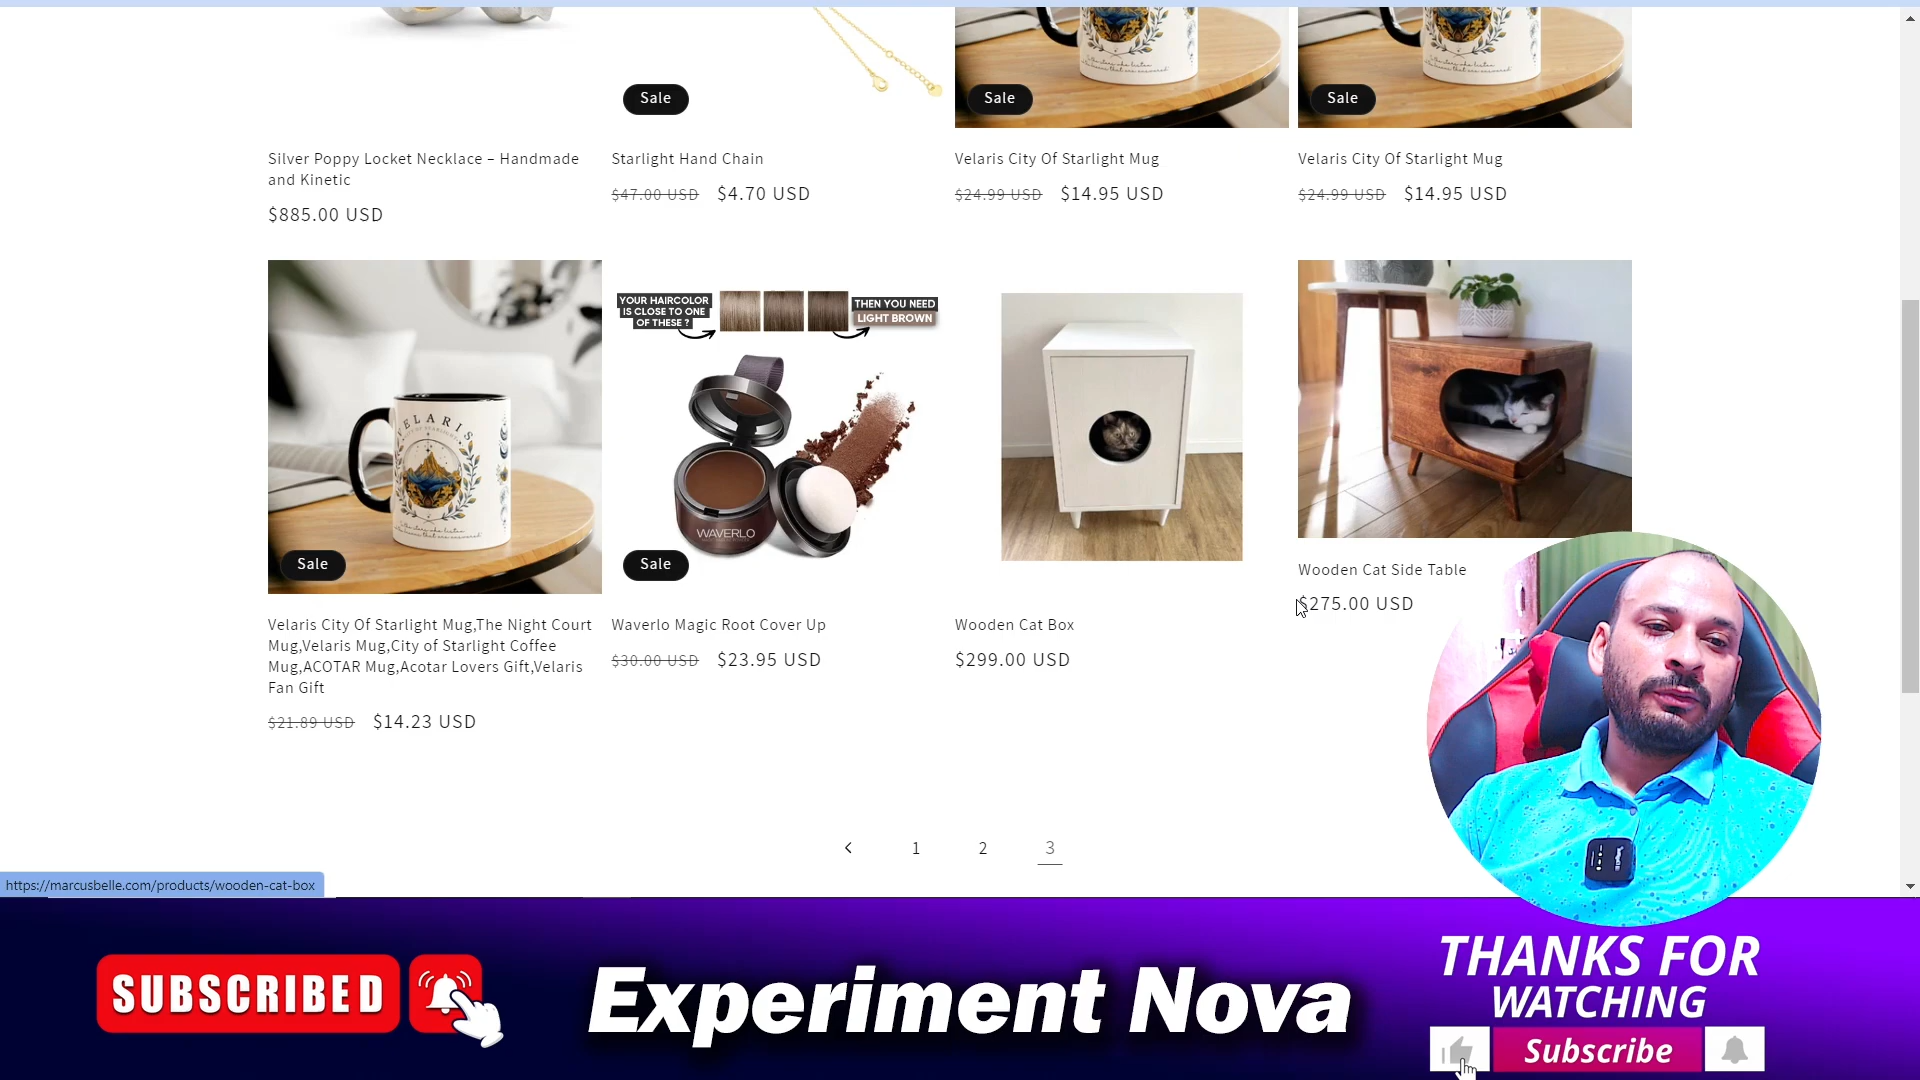 Sale
Sale
Sale
Silver Poppy Locket Necklace – Handmade
and Kinetic
$885.00 USD
Starlight Hand Chain
$47.00 USD $4.70 USD
Velaris City Of Starlight Mug
$24.99 USD $14.95 USD
Velaris City Of Starlight Mug
$24.99 USD $14.95 USD
VELARIS
Sale
Velaris City Of Starlight Mug,The Night Court
Mug,Velaris Mug,City of Starlight Coffee
Mug,ACOTAR Mug,Acotar Lovers Gift,Velaris
Fan Gift
$21.89 USD $14.23 USD
YOUR HAIRCOLOR
IS CLOSE TO ONE
OF THESE ?
THEN YOU NEED
LIGHT BROWN
WAVERLO
Sale
Waverlo Magic Root Cover Up
$30.00 USD $23.95 USD
Wooden Cat Box
$299.00 USD
Wooden Cat Side Table
$275.00 USD
1 2 3
https://marcusbelle.com/products/wooden-cat-box
SUBSCRIBED
Experiment Nova
THANKS FOR
WATCHING
Subscribe